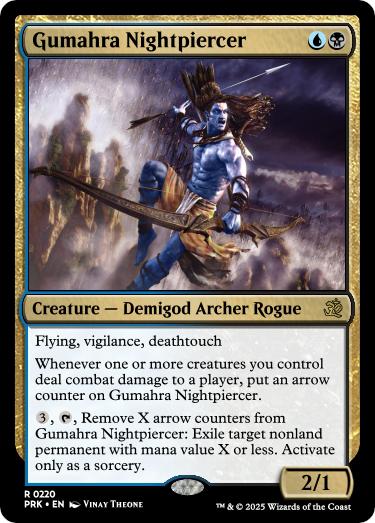 Gumahra Nightpiercer
Creature — Demigod Archer Rogue
Flying, vigilance, deathtouch
Whenever one or more creatures you control
deal combat damage to a player, put an arrow
counter on Gumahra Nightpiercer.
3, , Remove X arrow counters from
Gumahra Nightpiercer: Exile target nonland
permanent with mana value X or less. Activate
only as a sorcery.
2/1
R 0220
PRK • EN Vinay Theone
™ & © 2025 Wizards of the Coast